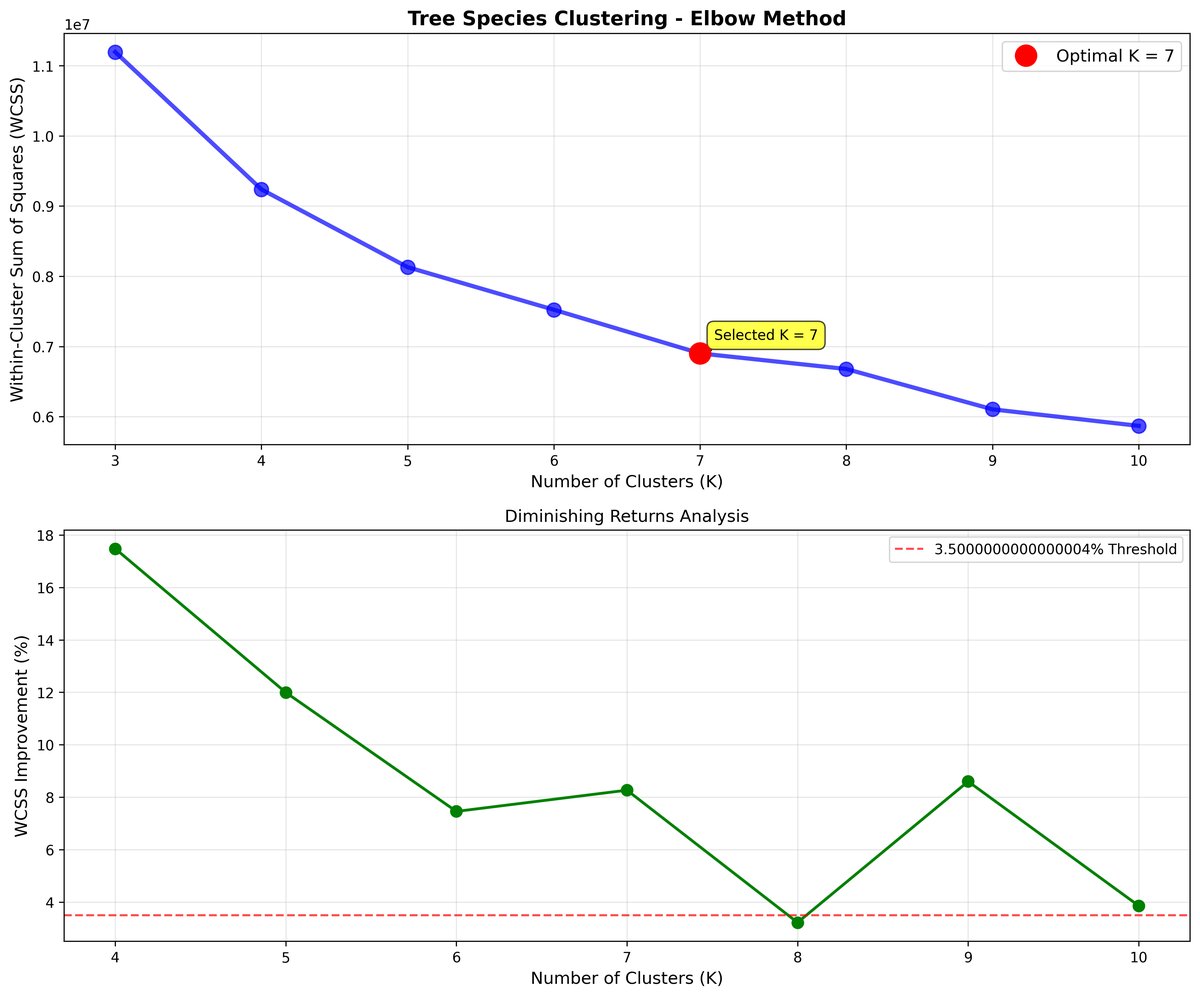 Tree Species Clustering - Elbow Method
1e7
Within-Cluster Sum of Squares (WCSS)
1.1
1.0
0.9
0.8
0.7
0.6
Optimal K = 7
Selected K = 7
3 4 5 6 7 8 9 10
Number of Clusters (K)
Diminishing Returns Analysis
WCSS Improvement (%)
18
16
14
12
10
8
6
4
3.5000000000000004% Threshold
4 5 6 7 8 9 10
Number of Clusters (K)